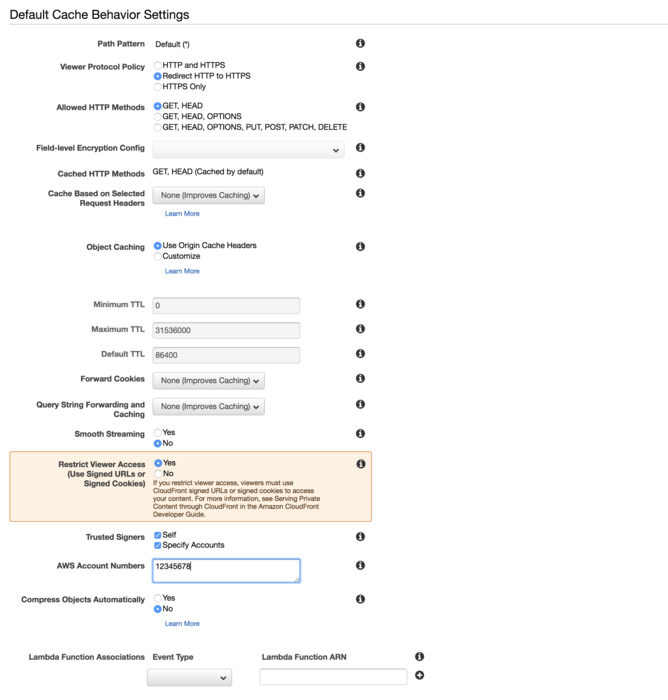 Default Cache Behavior Settings
Path Pattern Default (*)
Viewer Protocol Policy HTTP and HTTPS
Redirect HTTP to HTTPS
HTTPS Only
Allowed HTTP Methods GET, HEAD
GET, HEAD, OPTIONS
GET, HEAD, OPTIONS, PUT, POST, PATCH, DELETE
Field-level Encryption Config
Cached HTTP Methods GET, HEAD (Cached by default)
Cache Based on Selected Request Headers None (Improves Caching)
Learn More
Object Caching Use Origin Cache Headers
Customize
Learn More
Minimum TTL 0
Maximum TTL 31536000
Default TTL 86400
Forward Cookies None (Improves Caching)
Query String Forwarding and Caching None (Improves Caching)
Smooth Streaming Yes
No
Restrict Viewer Access (Use Signed URLs or Signed Cookies) Yes
No
If you restrict viewer access, viewers must use
CloudFront signed URLs or signed cookies to access
your content. For more information, see Serving Private
Content through CloudFront in the Amazon CloudFront
Developer Guide.
Trusted Signers Self
Specify Accounts
AWS Account Numbers 12345678
Compress Objects Automatically Yes
No
Learn More
Lambda Function Associations Event Type Lambda Function ARN